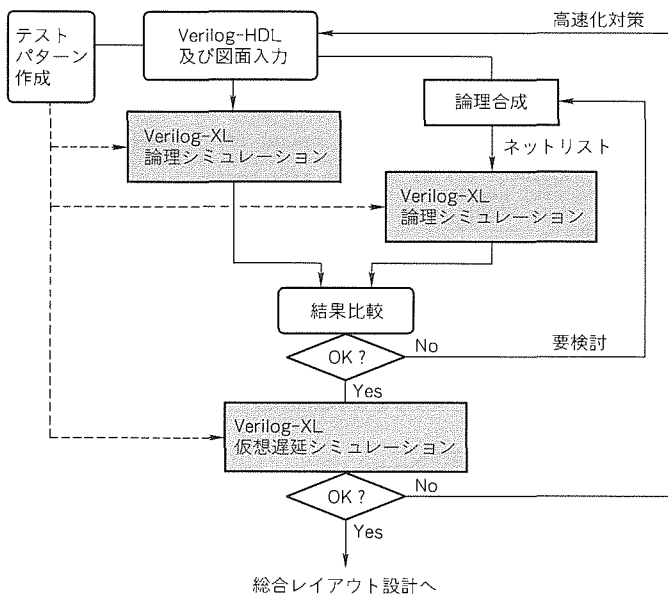 テスト
パターン
作成
Verilog-HDL
及び図面入力
高速化対策
論理合成
Verilog-XL
論理シミュレーション
ネットリスト
Verilog-XL
論理シミュレーション
結果比較
OK?
No
要検討
Yes
Verilog-XL
仮想遅延シミュレーション
OK?
No
Yes
総合レイアウト設計へ